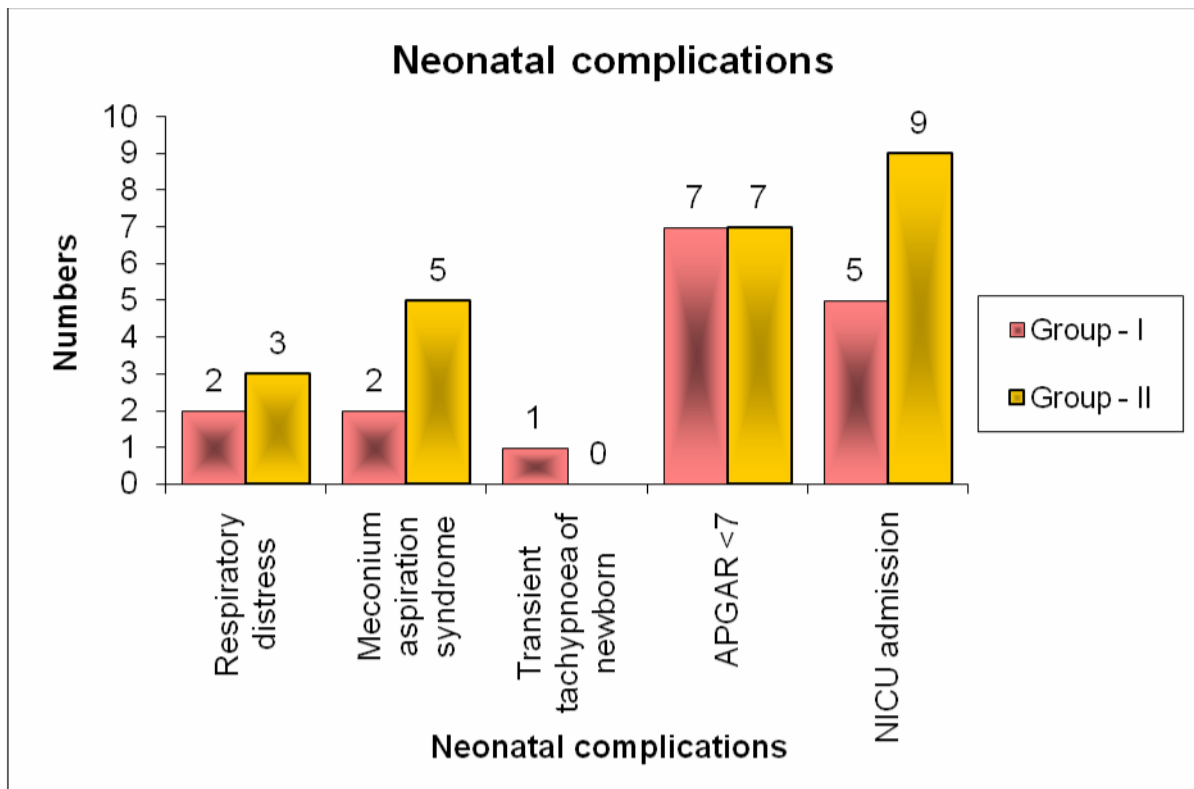 Neonatal complications
10
9
8
7
6
5
4
3
2
1
0
Numbers
2
3
2
5
1
0
7
7
5
9
Respiratory
distress
Meconium
aspiration
syndrome
Transient
tachypnoea of
newborn
APGAR <7
NICU admission
Neonatal complications
Group - I
Group - II